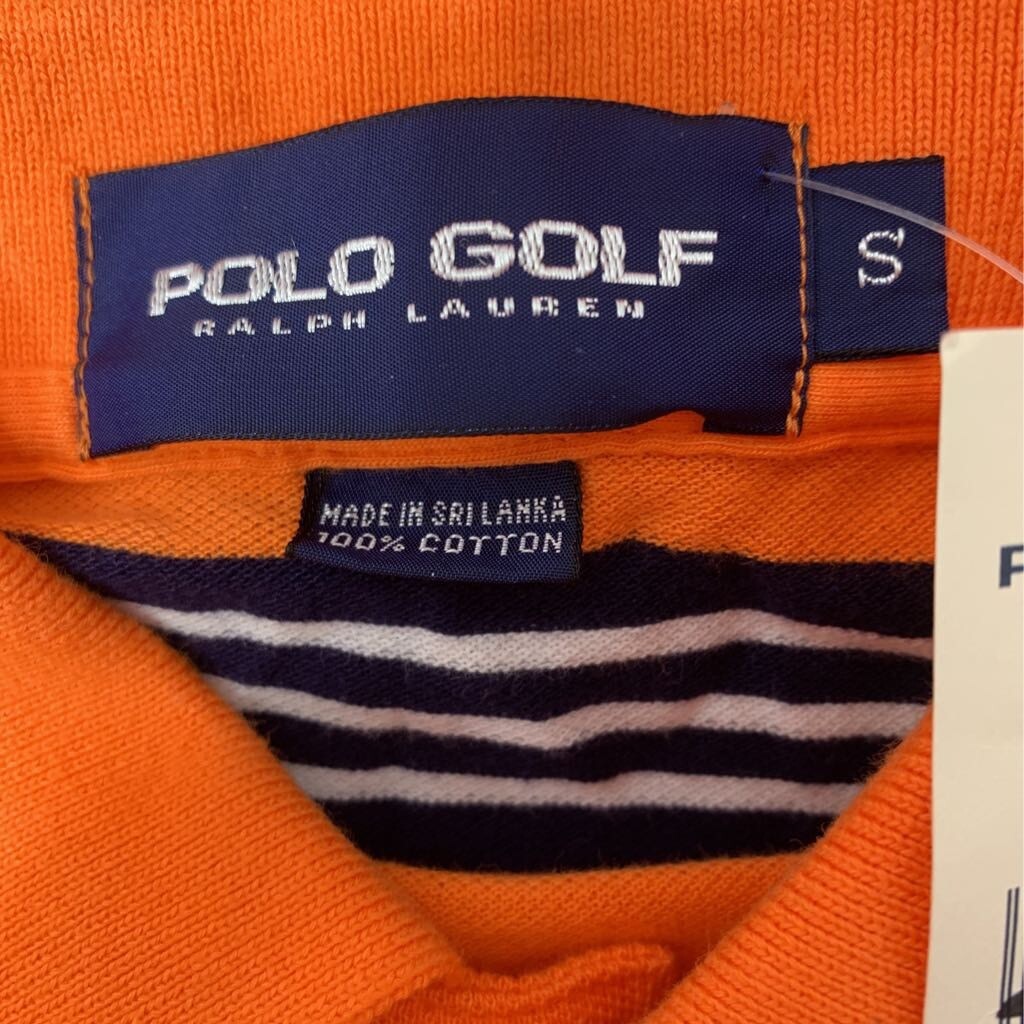 POLO GOLF
RALPH LAUREN
S
MADE IN SRI LANKA
100% COTTON